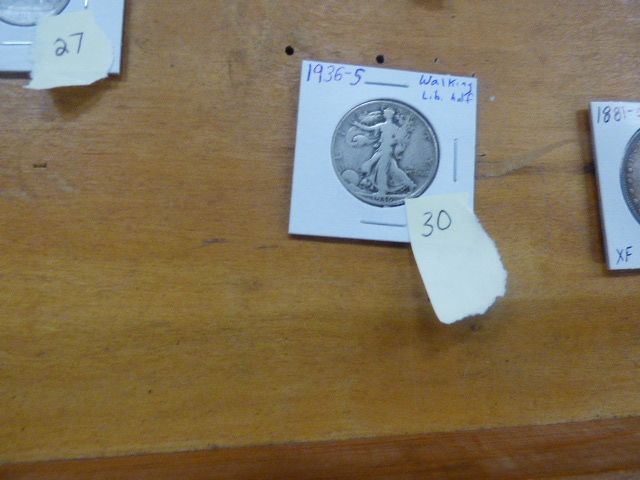 27
1936-S
Walking
Lib. half
30
XF